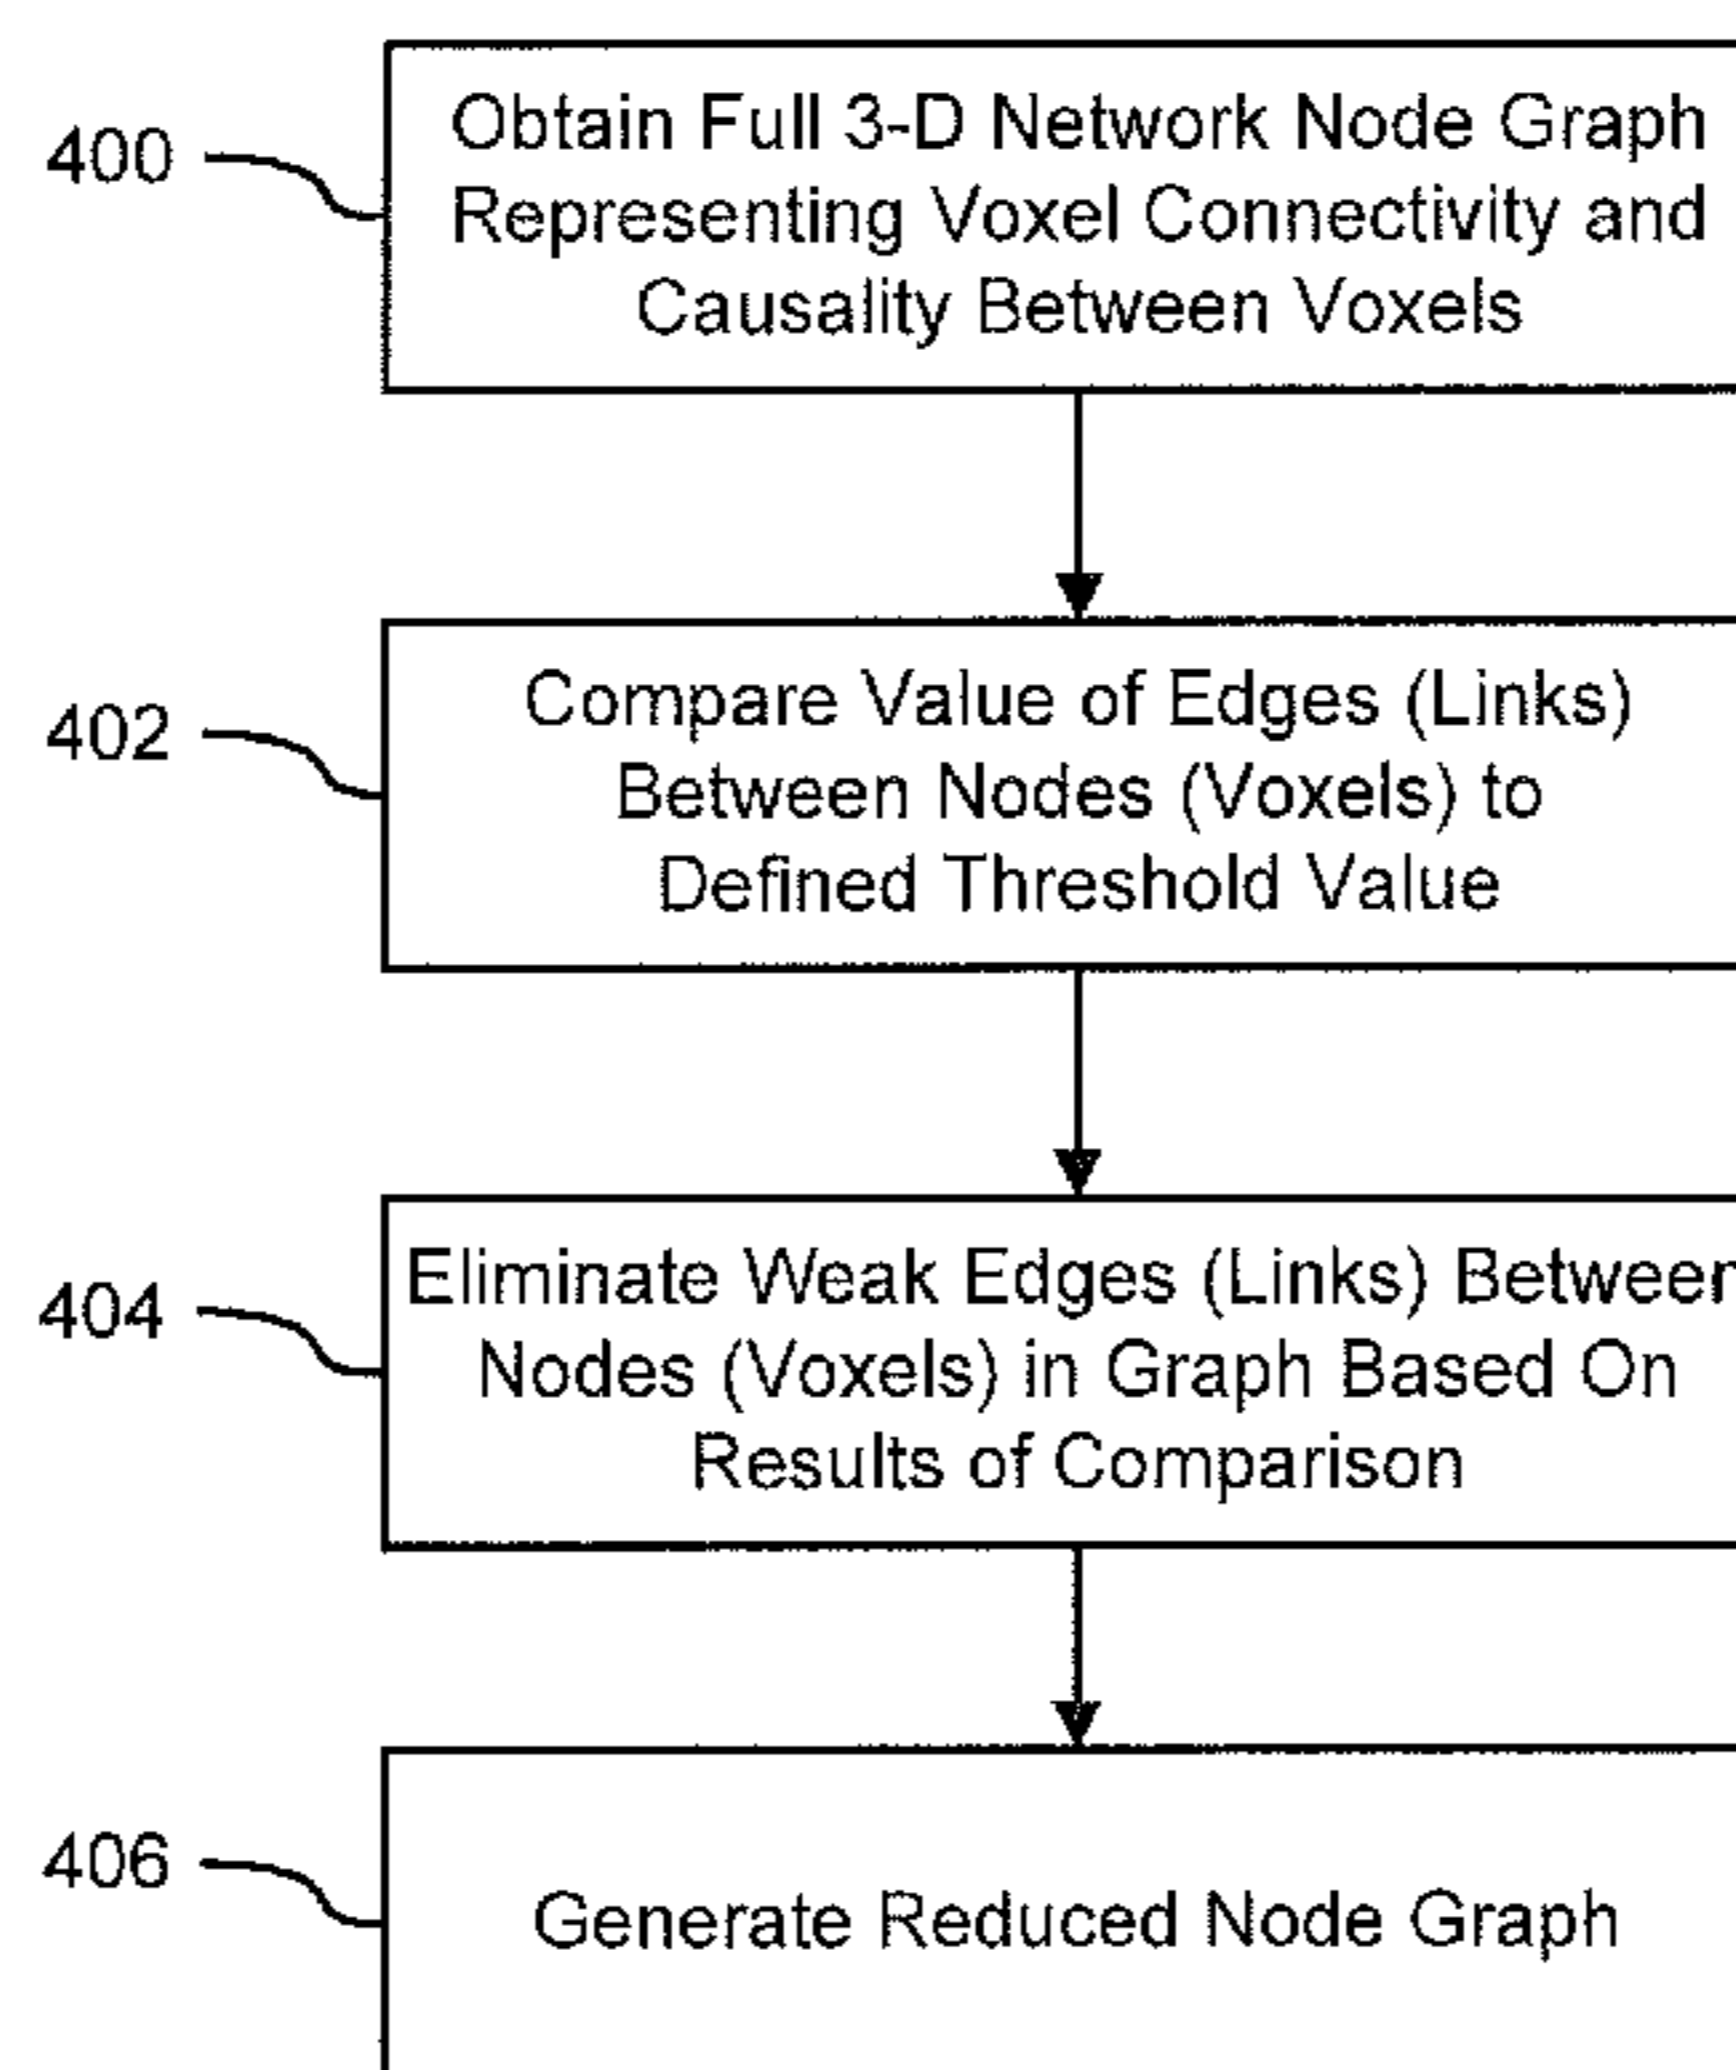 400
Obtain Full 3-D Network Node Graph
Representing Voxel Connectivity and
Causality Between Voxels
402
Compare Value of Edges (Links)
Between Nodes (Voxels) to
Defined Threshold Value
404
Eliminate Weak Edges (Links) Between
Nodes (Voxels) in Graph Based On
Results of Comparison
406
Generate Reduced Node Graph